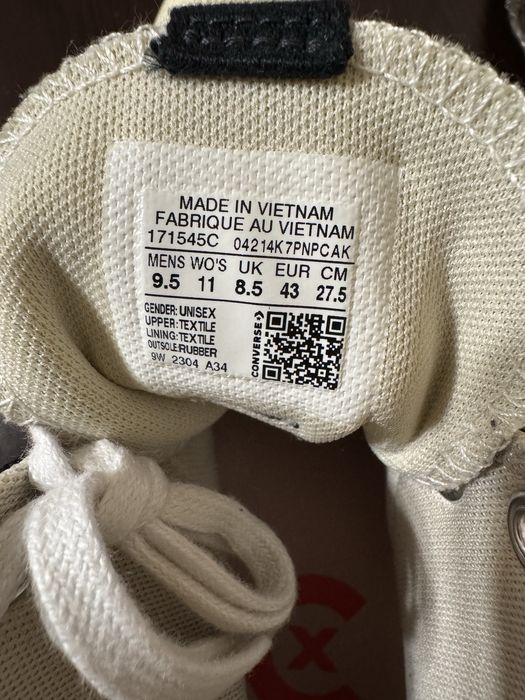 MADE IN VIETNAM
FABRIQUE AU VIETNAM
171545C 04214K7PNPCAK
MENS WO'S UK EUR CM
9.5 11 8.5 43 27.5
GENDER: UNISEX
UPPER: TEXTILE
LINING: TEXTILE
OUTSOLE: RUBBER
9W 2304 A34
CONVERSE
CX